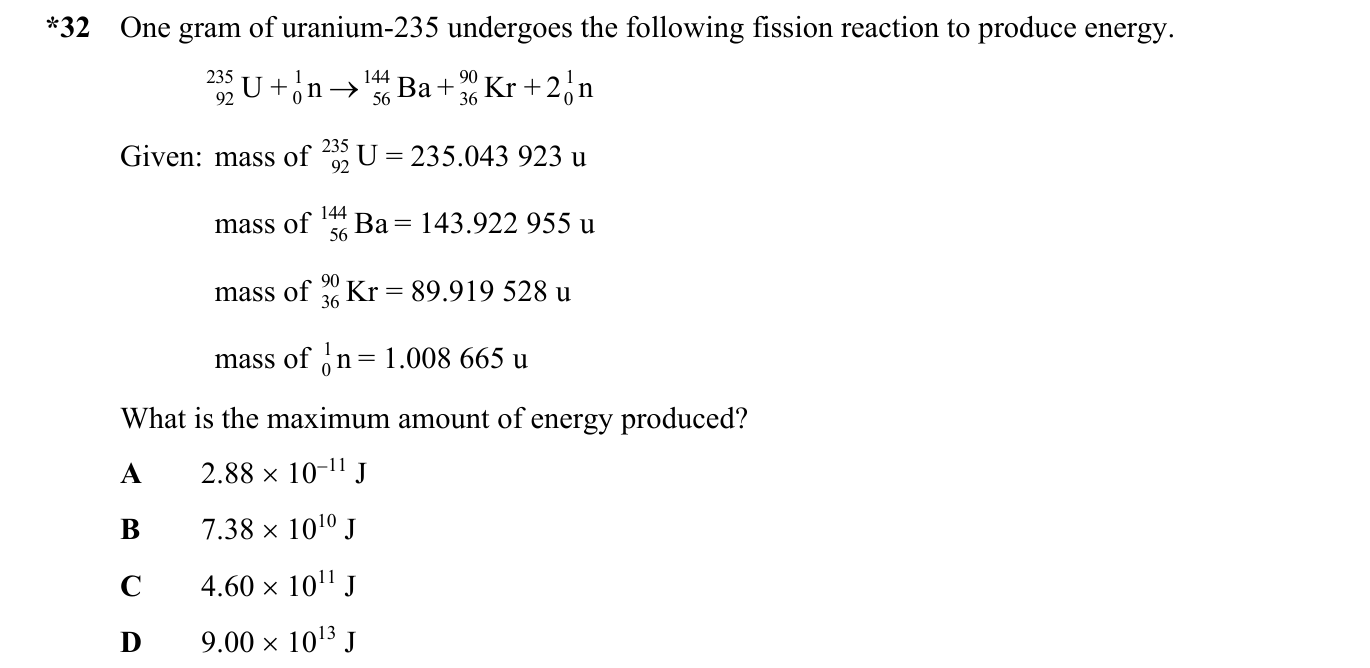 *32 One gram of uranium-235 undergoes the following fission reaction to produce energy.
²³⁵₉₂U + ¹₀n → ¹⁴⁴₅₆Ba + ⁹⁰₃₆Kr + 2¹₀n
Given: mass of ²³⁵₉₂U = 235.043 923 u
mass of ¹⁴⁴₅₆Ba = 143.922 955 u
mass of ⁹⁰₃₆Kr = 89.919 528 u
mass of ¹₀n = 1.008 665 u
What is the maximum amount of energy produced?
A 2.88 × 10⁻¹¹ J
B 7.38 × 10¹⁰ J
C 4.60 × 10¹¹ J
D 9.00 × 10¹³ J